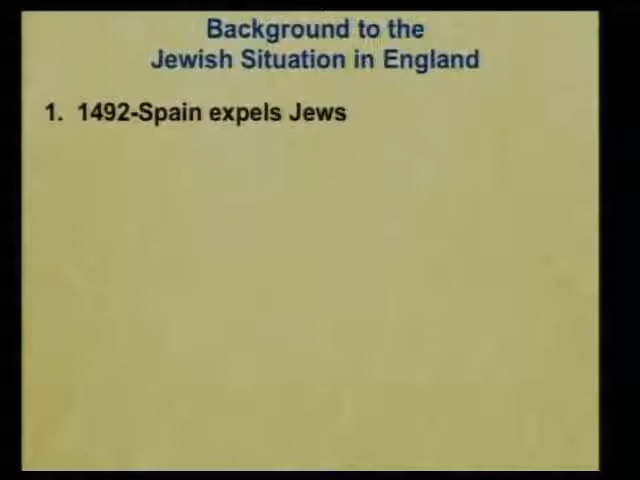 Background to the
Jewish Situation in England
1. 1492-Spain expels Jews